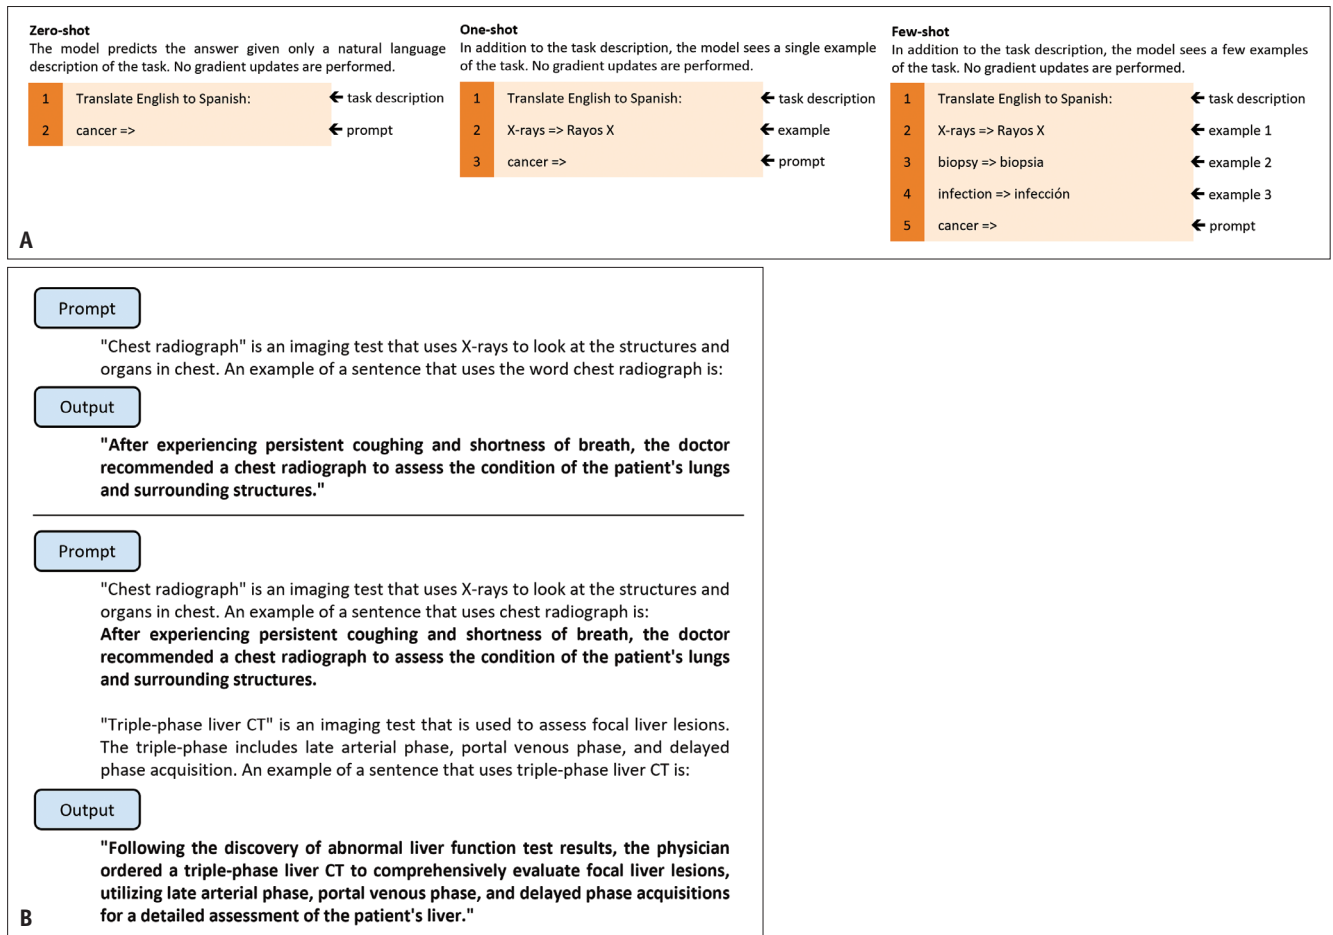 Zero-shot
The model predicts the answer given only a natural language
description of the task. No gradient updates are performed.
1 Translate English to Spanish: 🡰 task description
2 cancer => 🡰 prompt
One-shot
In addition to the task description, the model sees a single example
of the task. No gradient updates are performed.
1 Translate English to Spanish: 🡰 task description
2 X-rays => Rayos X 🡰 example
3 cancer => 🡰 prompt
Few-shot
In addition to the task description, the model sees a few examples
of the task. No gradient updates are performed.
1 Translate English to Spanish: 🡰 task description
2 X-rays => Rayos X 🡰 example 1
3 biopsy => biopsia 🡰 example 2
4 infection => infección 🡰 example 3
5 cancer => 🡰 prompt
A
Prompt
"Chest radiograph" is an imaging test that uses X-rays to look at the structures and
organs in chest. An example of a sentence that uses the word chest radiograph is:
Output
"After experiencing persistent coughing and shortness of breath, the doctor
recommended a chest radiograph to assess the condition of the patient's lungs
and surrounding structures."
Prompt
"Chest radiograph" is an imaging test that uses X-rays to look at the structures and
organs in chest. An example of a sentence that uses chest radiograph is:
After experiencing persistent coughing and shortness of breath, the doctor
recommended a chest radiograph to assess the condition of the patient's lungs
and surrounding structures.
"Triple-phase liver CT" is an imaging test that is used to assess focal liver lesions.
The triple-phase includes late arterial phase, portal venous phase, and delayed
phase acquisition. An example of a sentence that uses triple-phase liver CT is:
Output
"Following the discovery of abnormal liver function test results, the physician
ordered a triple-phase liver CT to comprehensively evaluate focal liver lesions,
utilizing late arterial phase, portal venous phase, and delayed phase acquisitions
for a detailed assessment of the patient's liver."
B